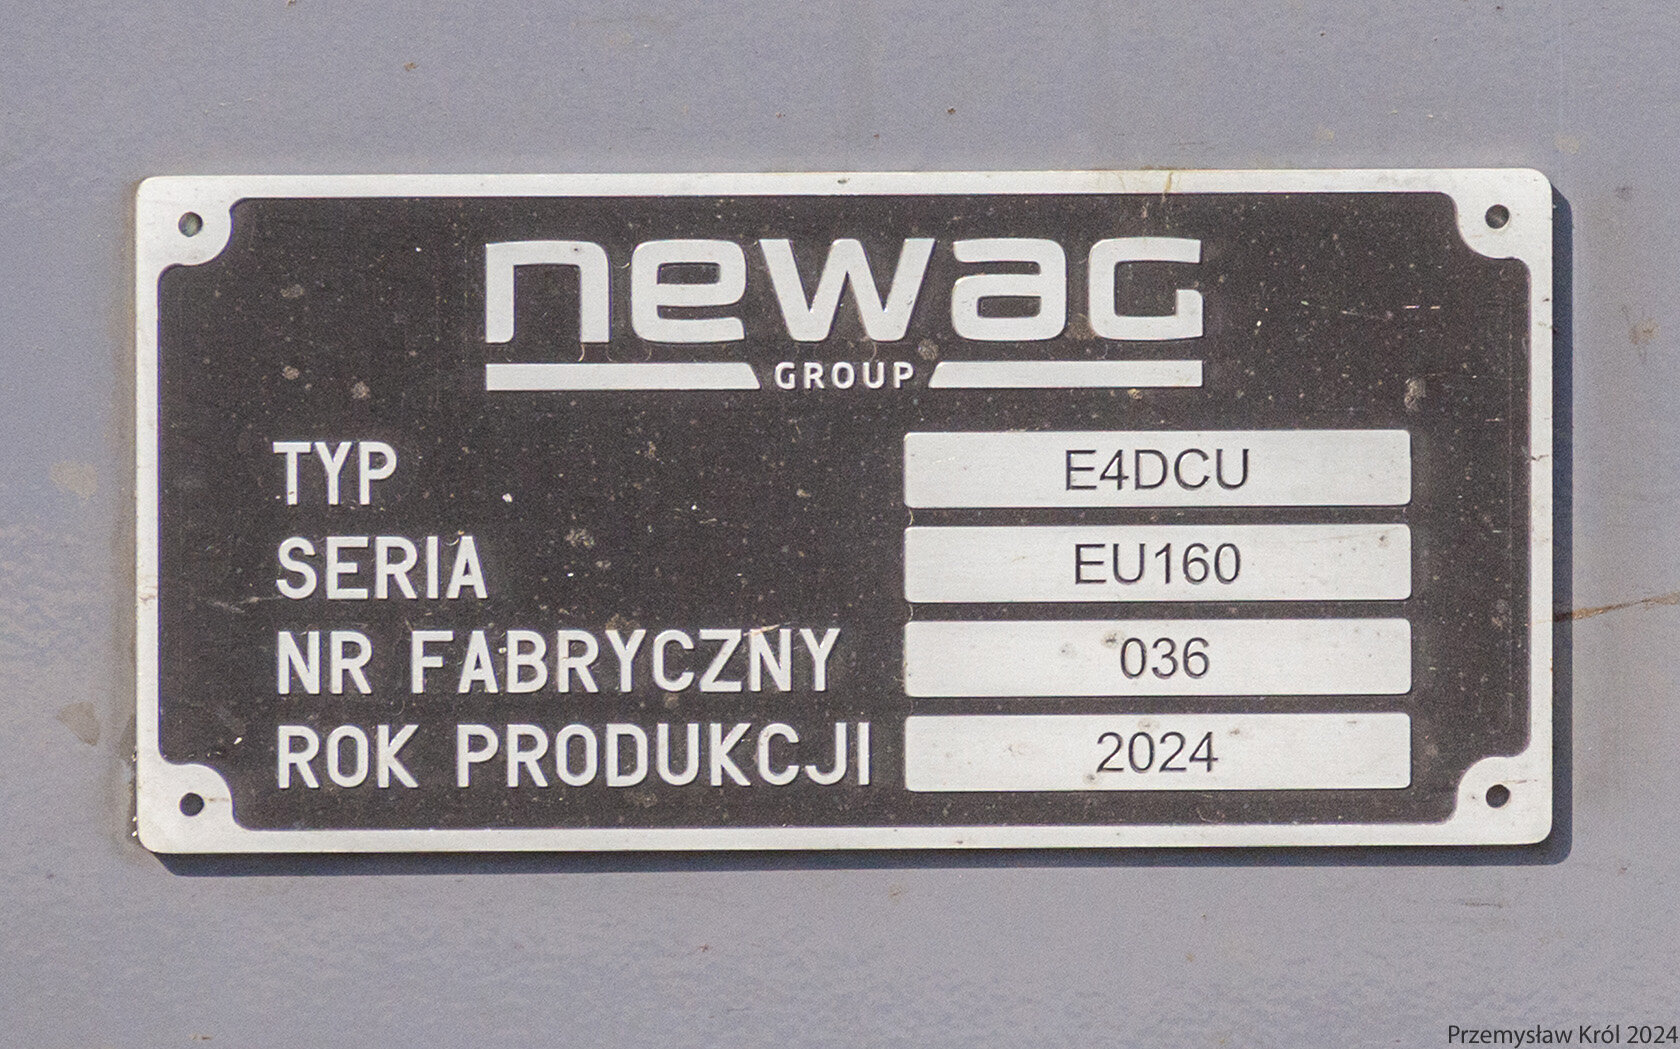 newag
GROUP
TYP E4DCU
SERIA EU160
NR FABRYCZNY 036
ROK PRODUKCJI 2024
Przemysław Król 2024